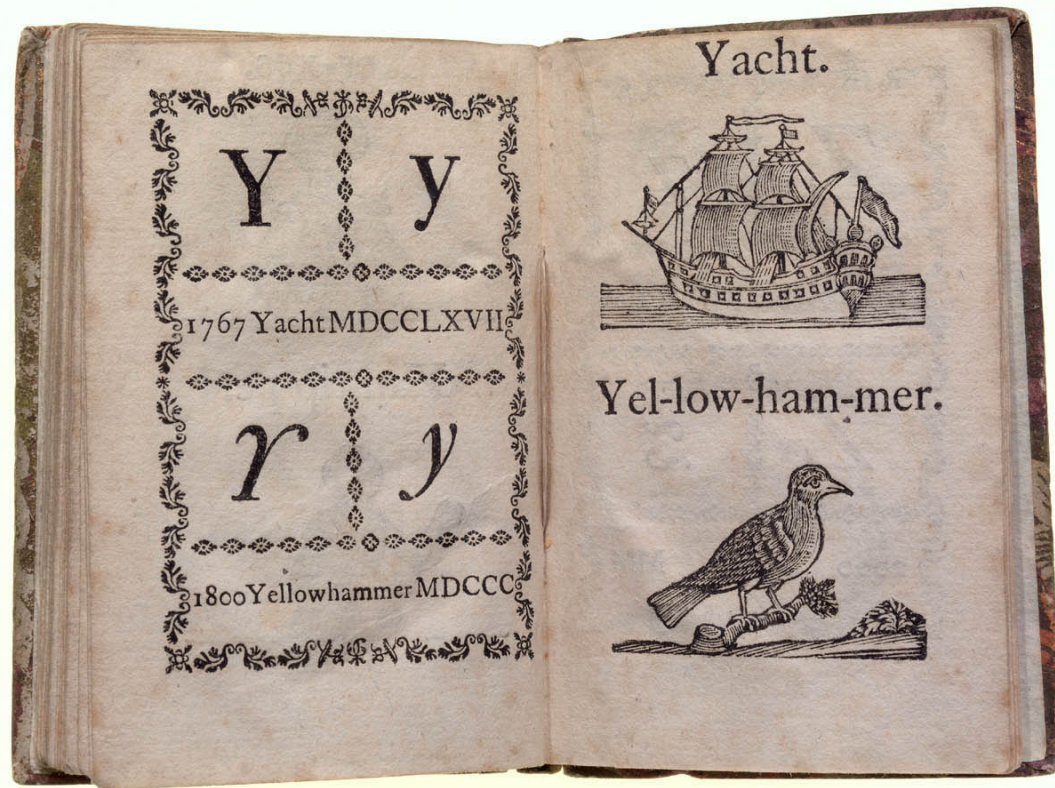 Y y
1767 Yacht MDCCLXVII
Y y
1800 Yellowhammer MDCCC
Yacht.
Yel-low-ham-mer.